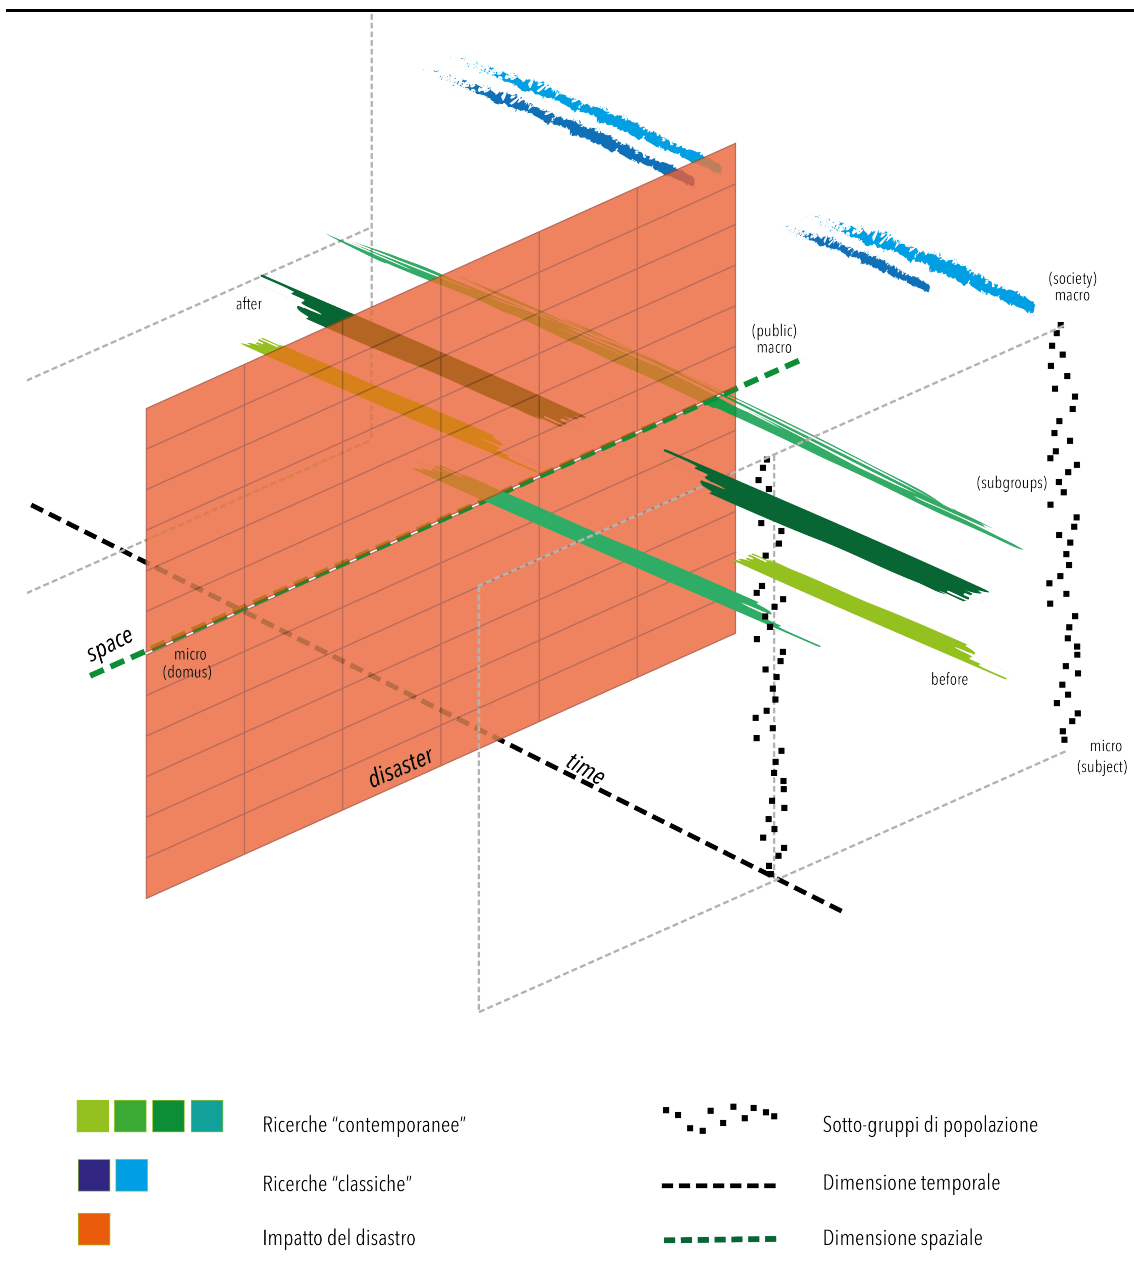 (society)
macro
after
(public)
macro
(subgroups)
space
micro
(domus)
before
disaster
time
micro
(subject)
Ricerche “contemporanee”
Sotto-gruppi di popolazione
Ricerche “classiche”
Dimensione temporale
Impatto del disastro
Dimensione spaziale